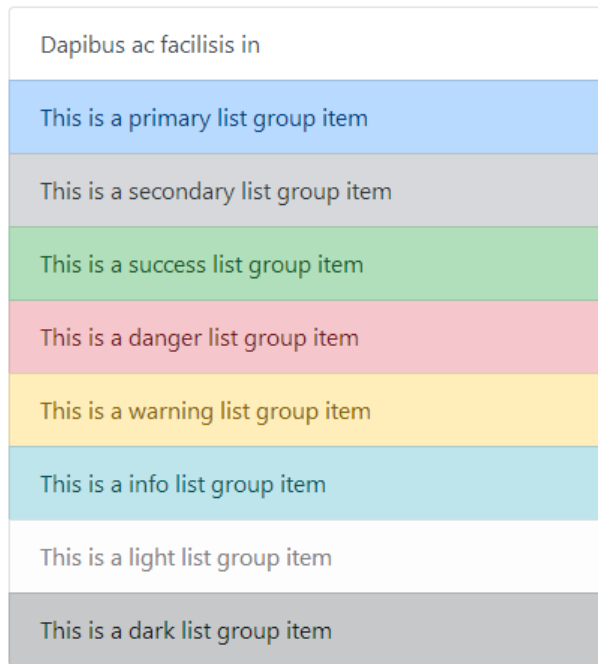 Dapibus ac facilisis in
This is a primary list group item
This is a secondary list group item
This is a success list group item
This is a danger list group item
This is a warning list group item
This is a info list group item
This is a light list group item
This is a dark list group item